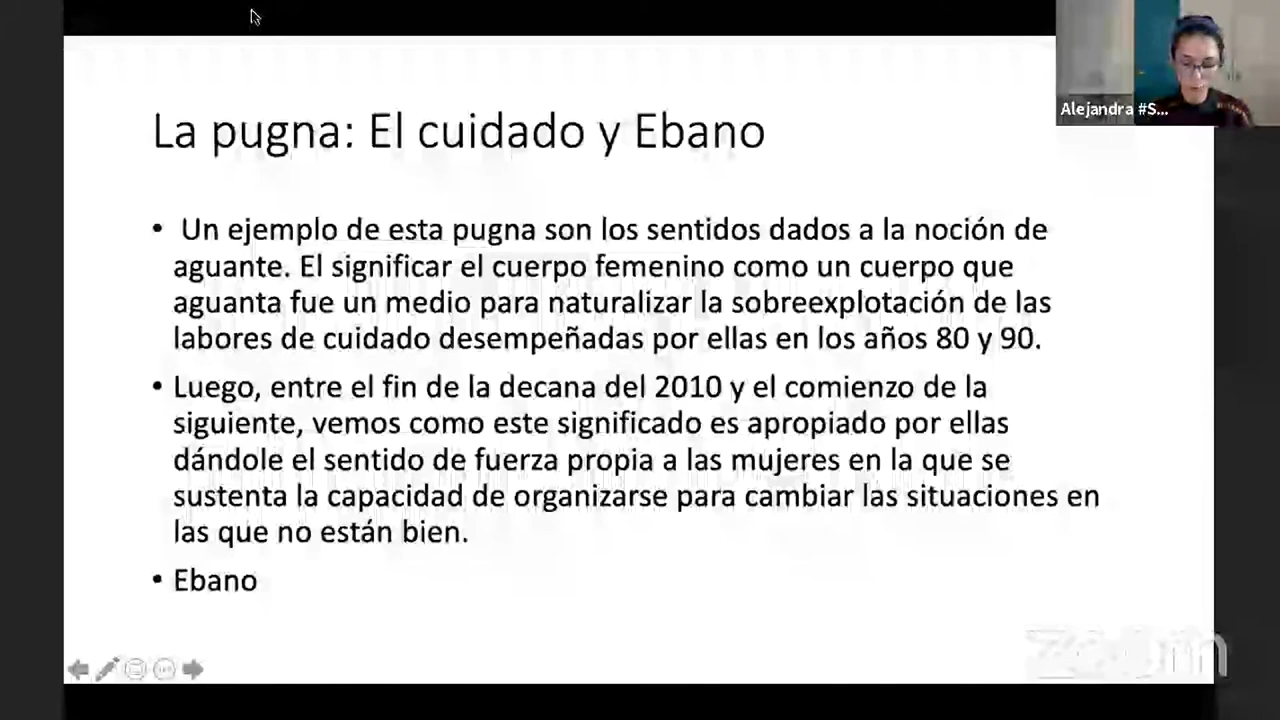 La pugna: El cuidado y Ebano
Alejandra #S...
• Un ejemplo de esta pugna son los sentidos dados a la noción de
aguante. El significar el cuerpo femenino como un cuerpo que
aguanta fue un medio para naturalizar la sobreexplotación de las
labores de cuidado desempeñadas por ellas en los años 80 y 90.
• Luego, entre el fin de la decana del 2010 y el comienzo de la
siguiente, vemos como este significado es apropiado por ellas
dándole el sentido de fuerza propia a las mujeres en la que se
sustenta la capacidad de organizarse para cambiar las situaciones en
las que no están bien.
• Ebano
zoom